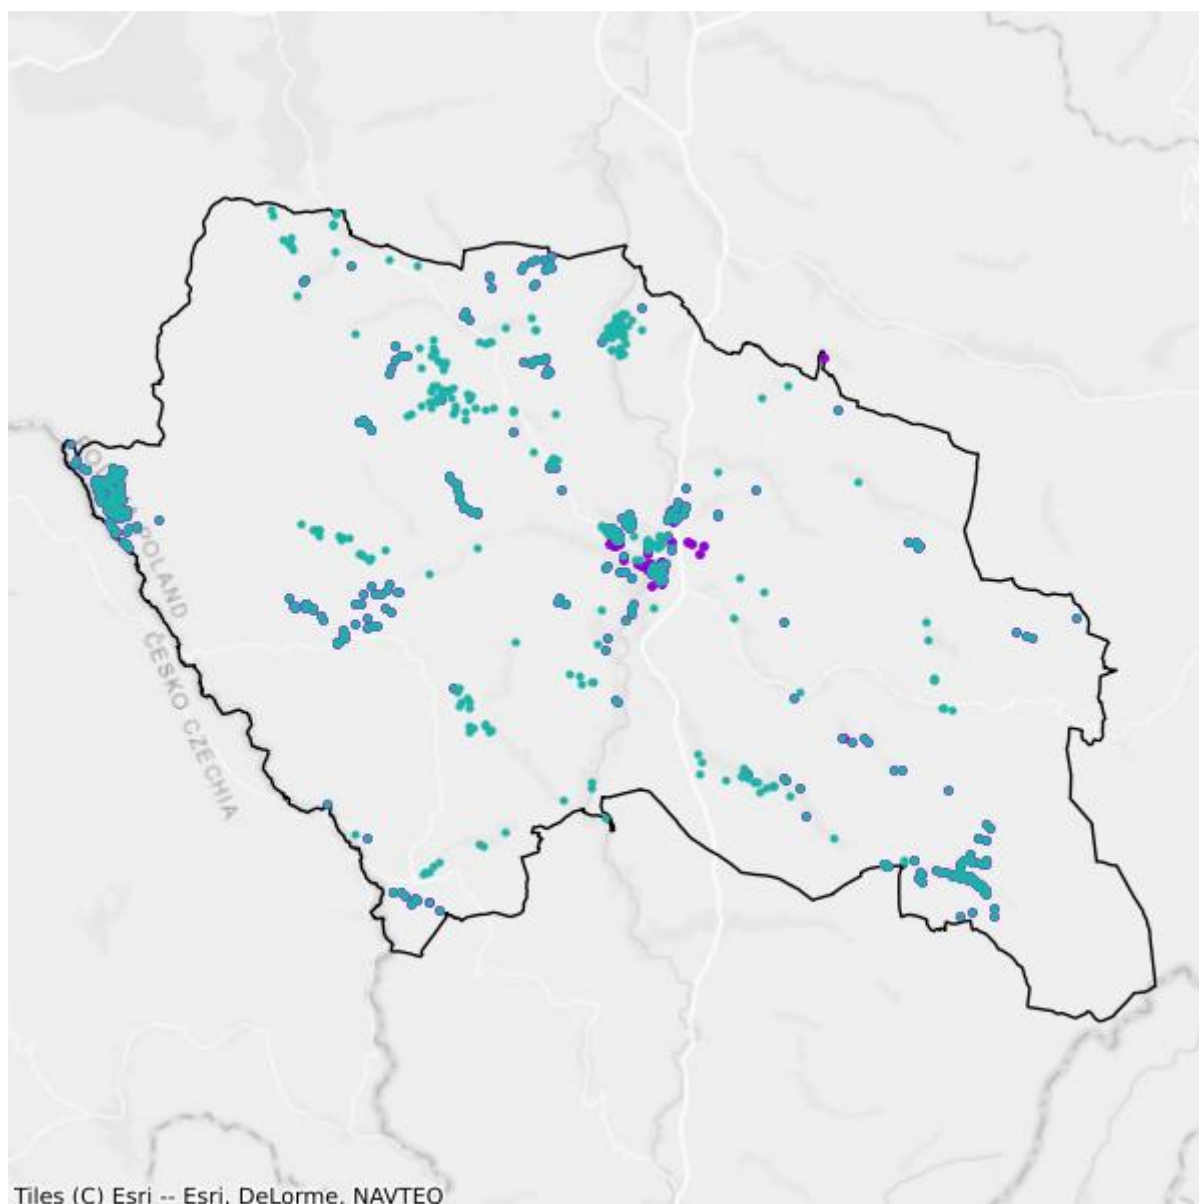 POLAND
ČESKO CZECHIA
Tiles (C) Esri -- Esri, DeLorme, NAVTEQ